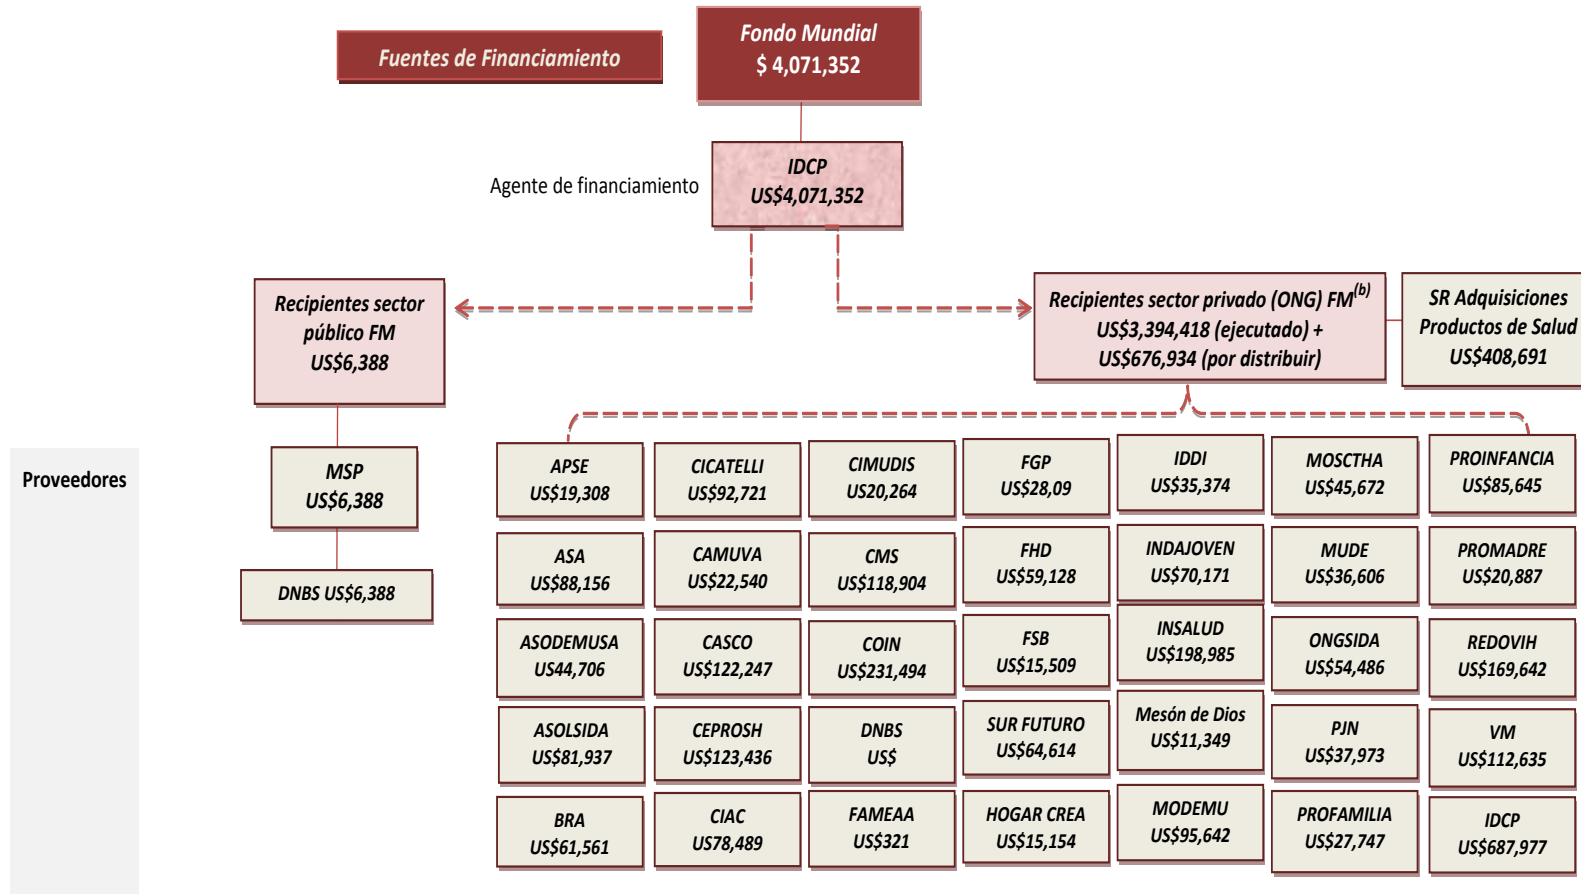 Fuentes de Financiamiento
Fondo Mundial
$ 4,071,352
Agente de financiamiento
IDCP
US$4,071,352
Recipientes sector
público FM
US$6,388
Recipientes sector privado (ONG) FM(b)
US$3,394,418 (ejecutado) +
US$676,934 (por distribuir)
SR Adquisiciones
Productos de Salud
US$408,691
Proveedores
MSP
US$6,388
DNBS US$6,388
APSE
US$19,308
CICATELLI
US$92,721
CIMUDIS
US20,264
FGP
US$28,09
IDDI
US$35,374
MOSCTHA
US$45,672
PROINFANCIA
US$85,645
ASA
US$88,156
CAMUVA
US$22,540
CMS
US$118,904
FHD
US$59,128
INDAJOVEN
US$70,171
MUDE
US$36,606
PROMADRE
US$20,887
ASODEMUSA
US44,706
CASCO
US$122,247
COIN
US$231,494
FSB
US$15,509
INSALUD
US$198,985
ONGSIDA
US$54,486
REDOVIH
US$169,642
ASOLSIDA
US$81,937
CEPROSH
US$123,436
DNBS
US$
SUR FUTURO
US$64,614
Mesón de Dios
US$11,349
PJN
US$37,973
VM
US$112,635
BRA
US$61,561
CIAC
US78,489
FAMEAA
US$321
HOGAR CREA
US$15,154
MODEMU
US$95,642
PROFAMILIA
US$27,747
IDCP
US$687,977